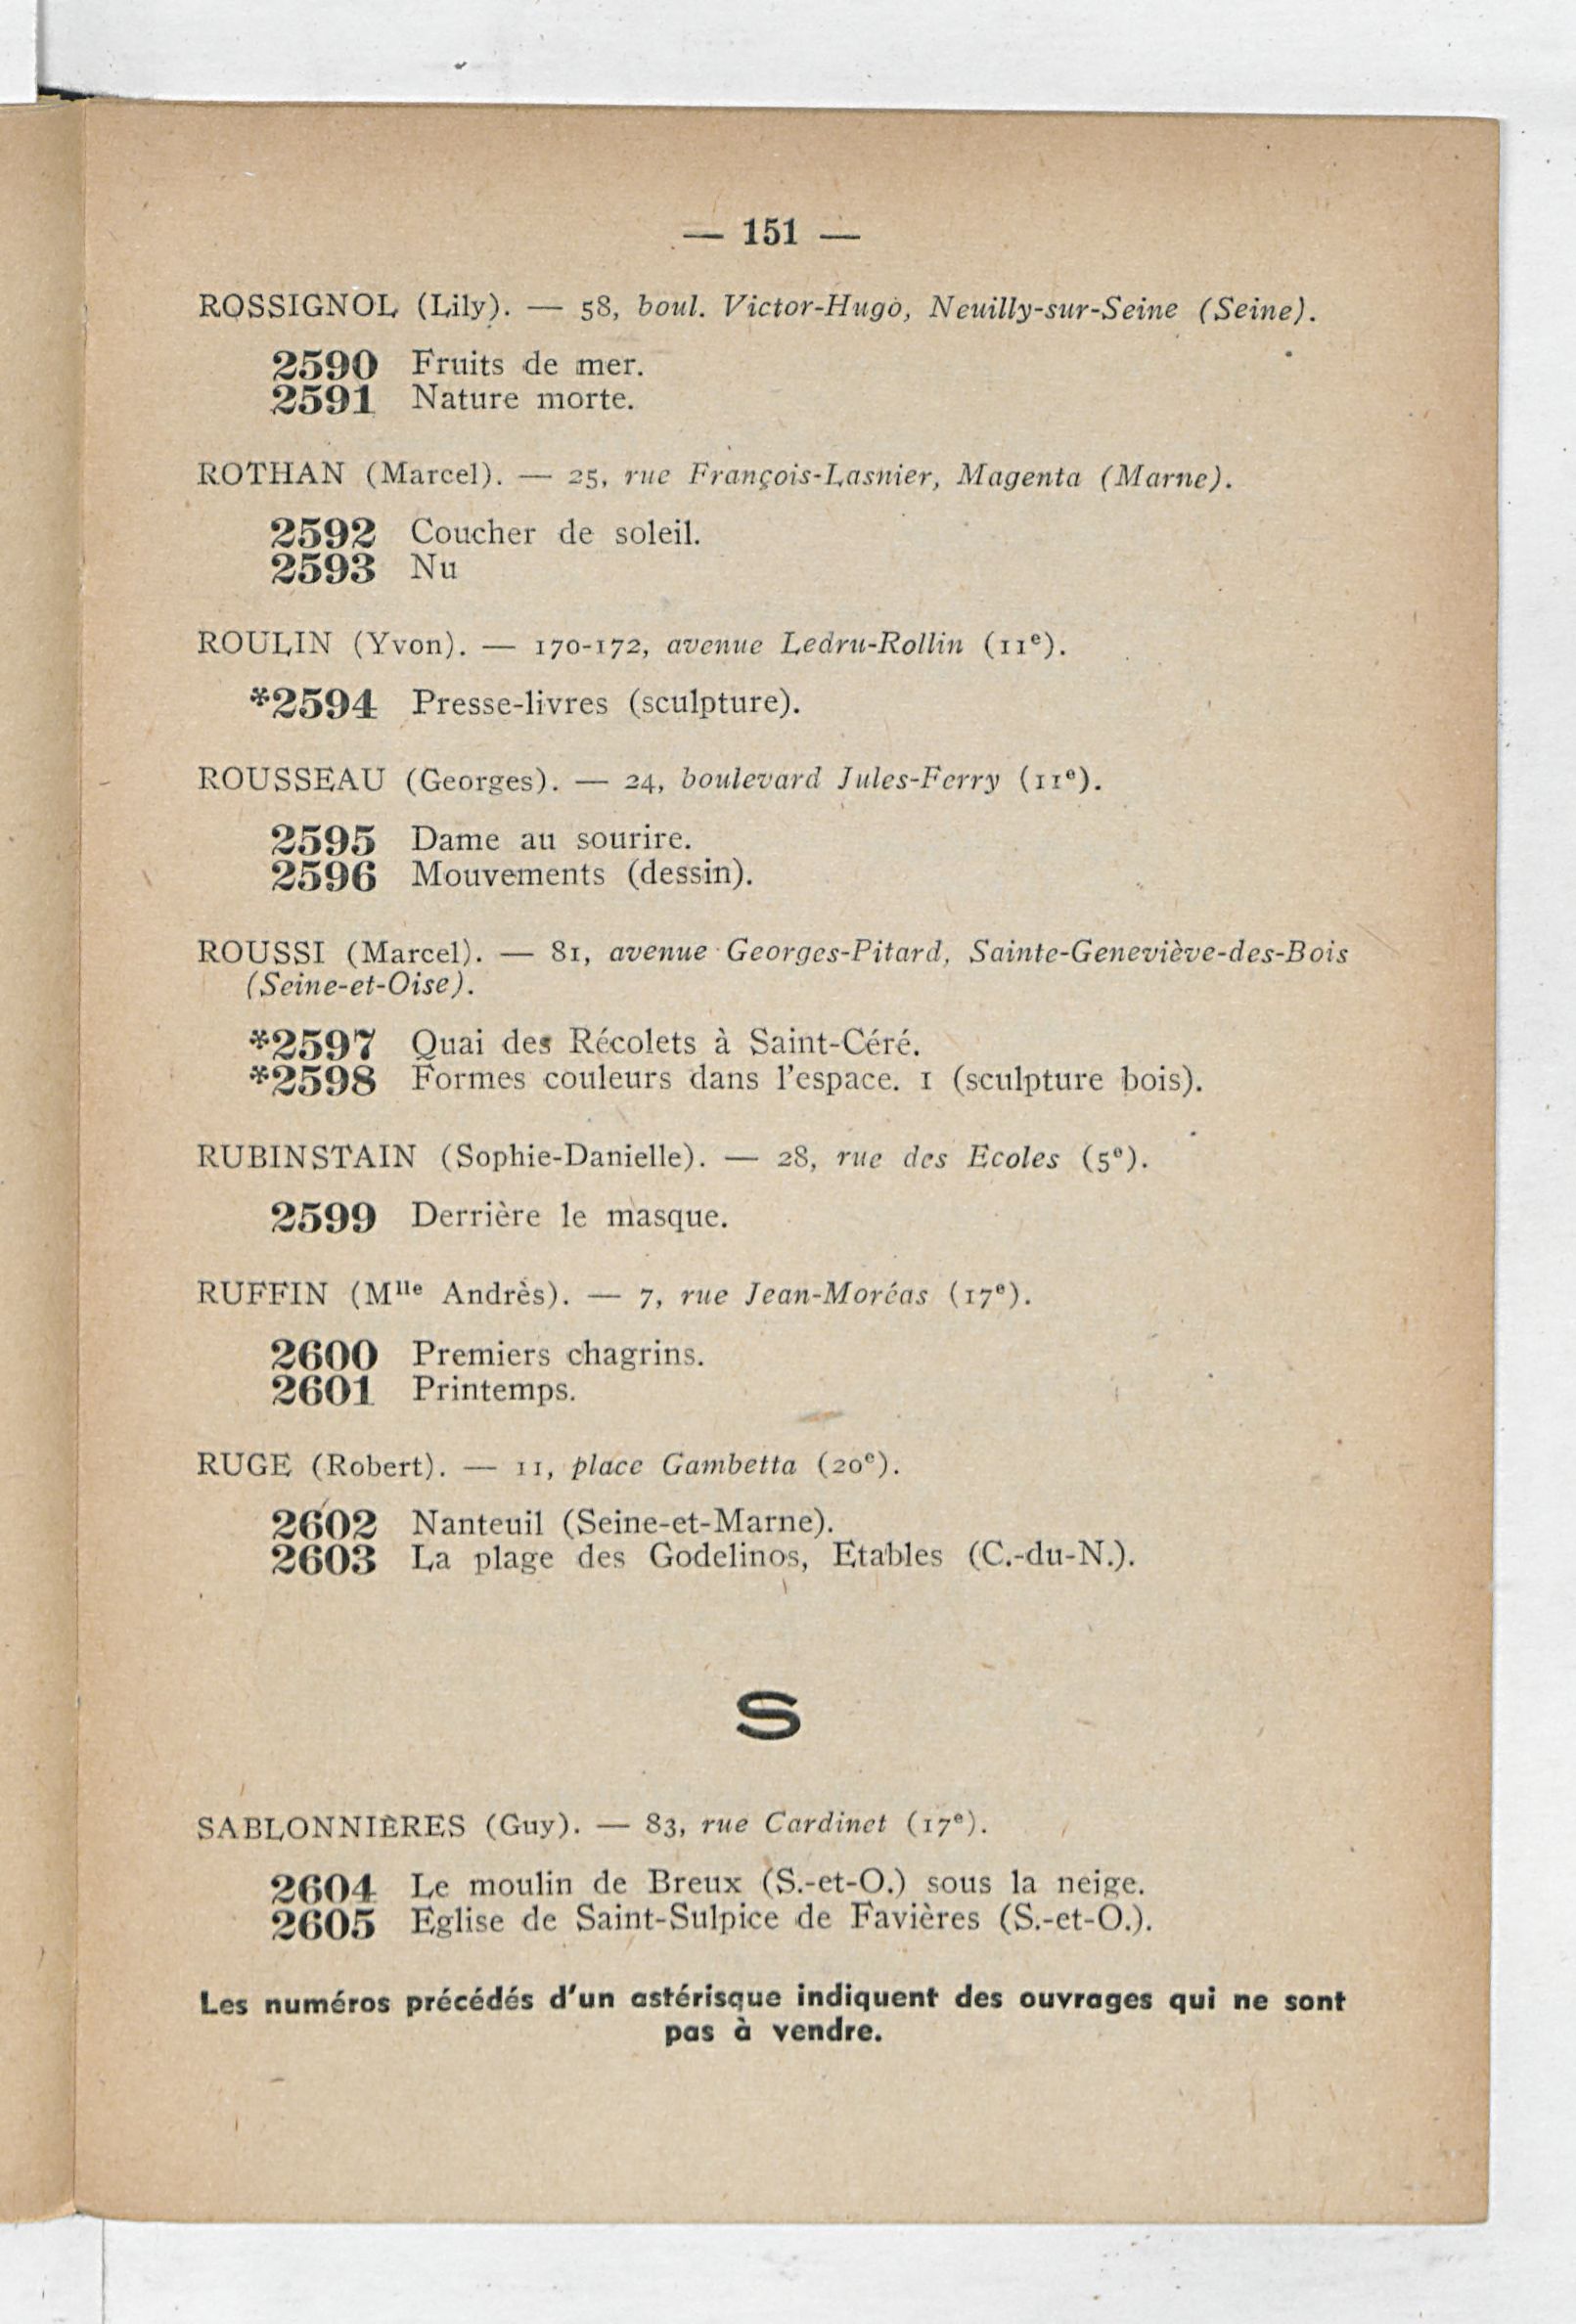 — 151 —
ROSSIGNOL (Lily). — 58, boul. Victor-Hugo, Neuilly-sur-Seine (Seine).
2590 Fruits de mer.
2591 Nature morte.
ROTHAN (Marcel). — 25, rue François-Lasnier, Magenta (Marne).
2592 Coucher de soleil.
2593 Nu
ROULIN (Yvon). — 170-172, avenue Ledru-Rollin (11e).
*2594 Presse-livres (sculpture).
ROUSSEAU (Georges). — 24, boulevard Jules-Ferry (11e).
2595 Dame au sourire.
2596 Mouvements (dessin).
ROUSSI (Marcel). — 81, avenue Georges-Pitard, Sainte-Geneviève-des-Bois
(Seine-et-Oise).
*2597 Quai des Récolets à Saint-Céré.
*2598 Formes couleurs dans l'espace. 1 (sculpture bois).
RUBINSTAIN (Sophie-Danielle). — 28, rue des Ecoles (5e).
2599 Derrière le masque.
RUFFIN (Mlle Andrès). — 7, rue Jean-Moréas (17e).
2600 Premiers chagrins.
2601 Printemps.
RUGE (Robert). — 11, place Gambetta (20e).
2602 Nanteuil (Seine-et-Marne).
2603 La plage des Godelinos, Etables (C.-du-N.).
S
SABLONNIÈRES (Guy). — 83, rue Cardinet (17e).
2604 Le moulin de Breux (S.-et-O.) sous la neige.
2605 Eglise de Saint-Sulpice de Favières (S.-et-O.).
Les numéros précédés d'un astérisque indiquent des ouvrages qui ne sont
pas à vendre.